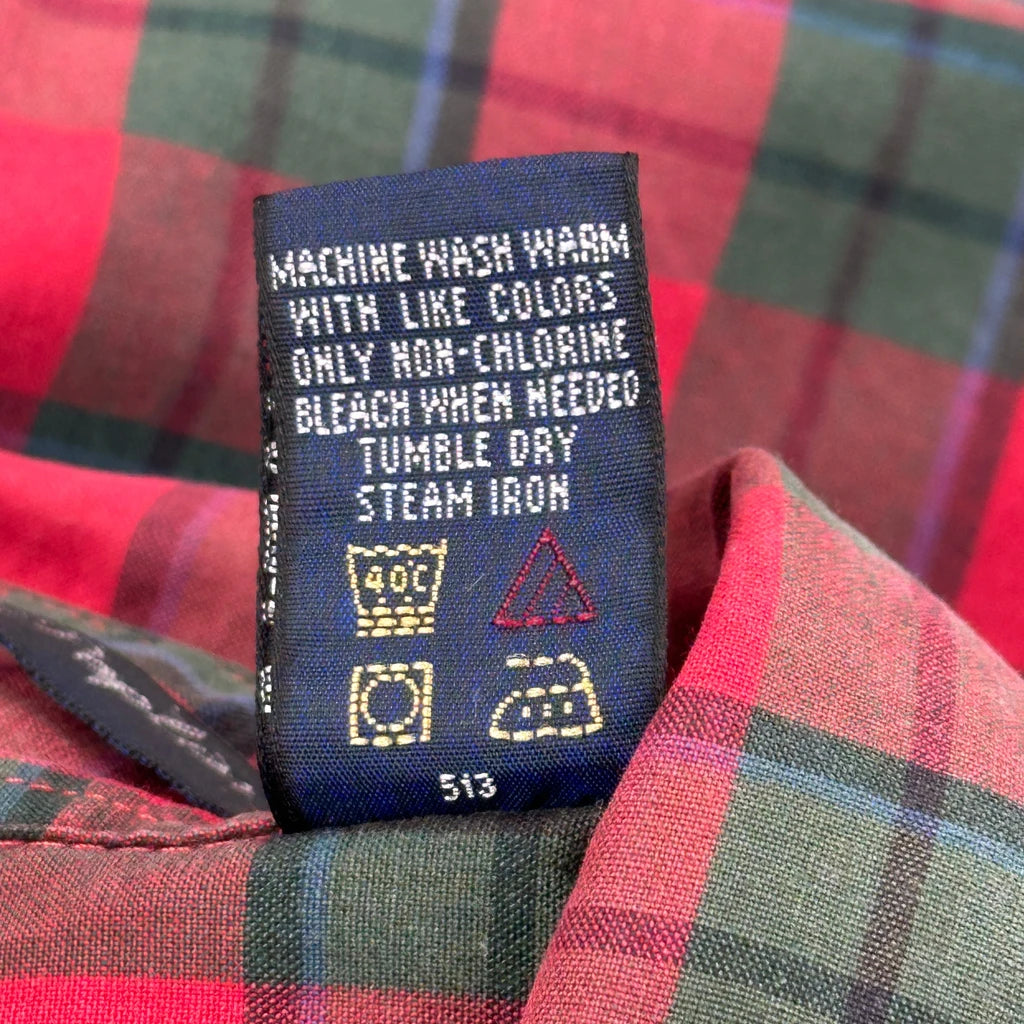 MACHINE WASH WARM
WITH LIKE COLORS
ONLY NON-CHLORINE
BLEACH WHEN NEEDED
TUMBLE DRY
STEAM IRON
40C
513